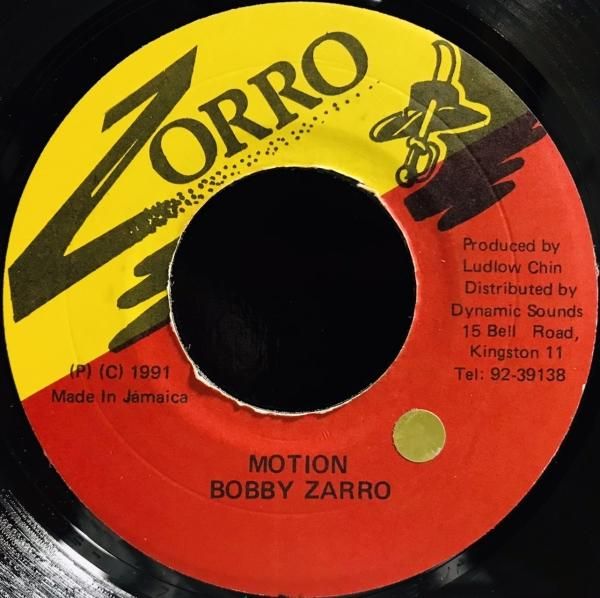 ZORRO
Produced by
Ludlow Chin
Distributed by
Dynamic Sounds
15 Bell Road,
Kingston 11
Tel: 92-39138
(P) (C) 1991
Made In Jamaica
MOTION
BOBBY ZARRO